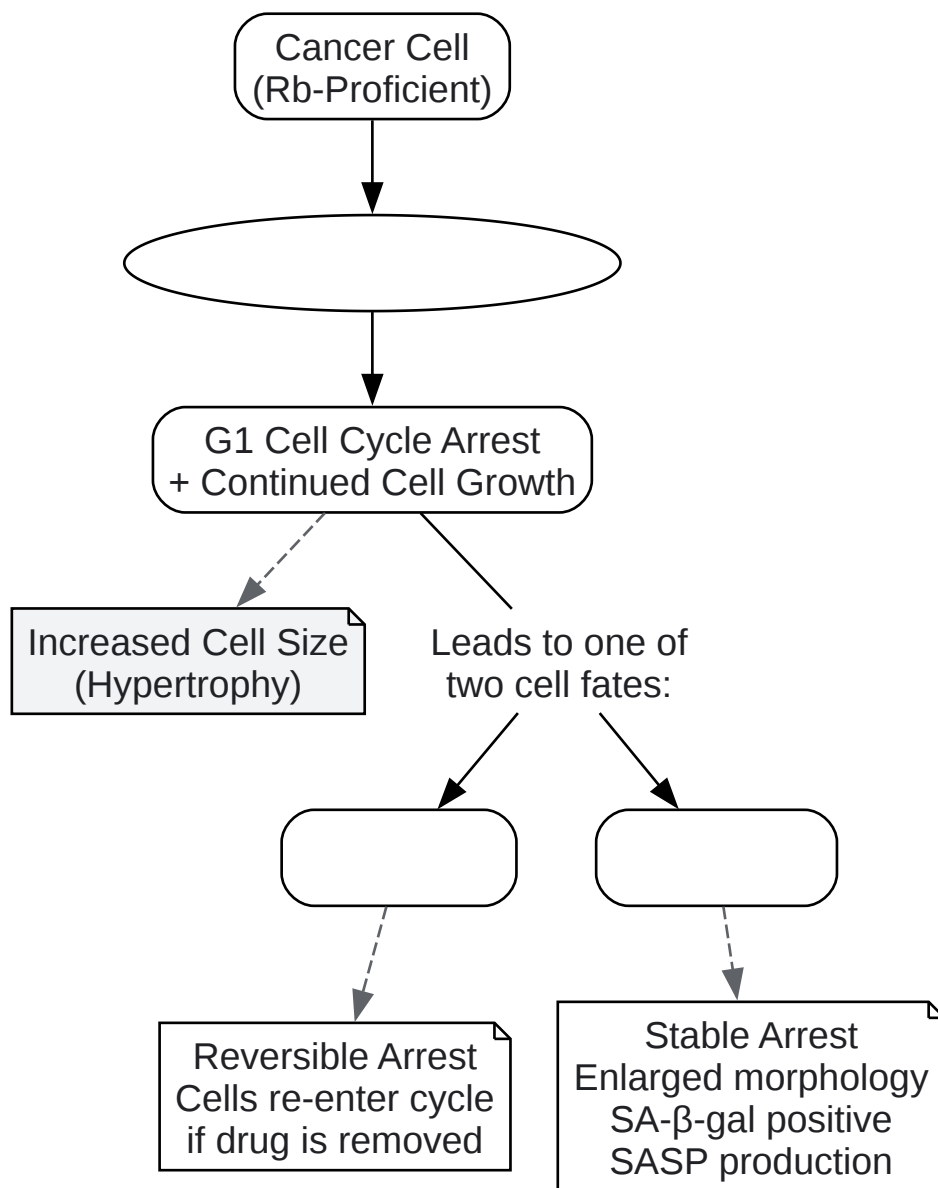 Cancer Cell
(Rb-Proficient)
G1 Cell Cycle Arrest
+ Continued Cell Growth
Increased Cell Size
(Hypertrophy)
Leads to one of
two cell fates:
Reversible Arrest
Cells re-enter cycle
if drug is removed
Stable Arrest
Enlarged morphology
SA-β-gal positive
SASP production